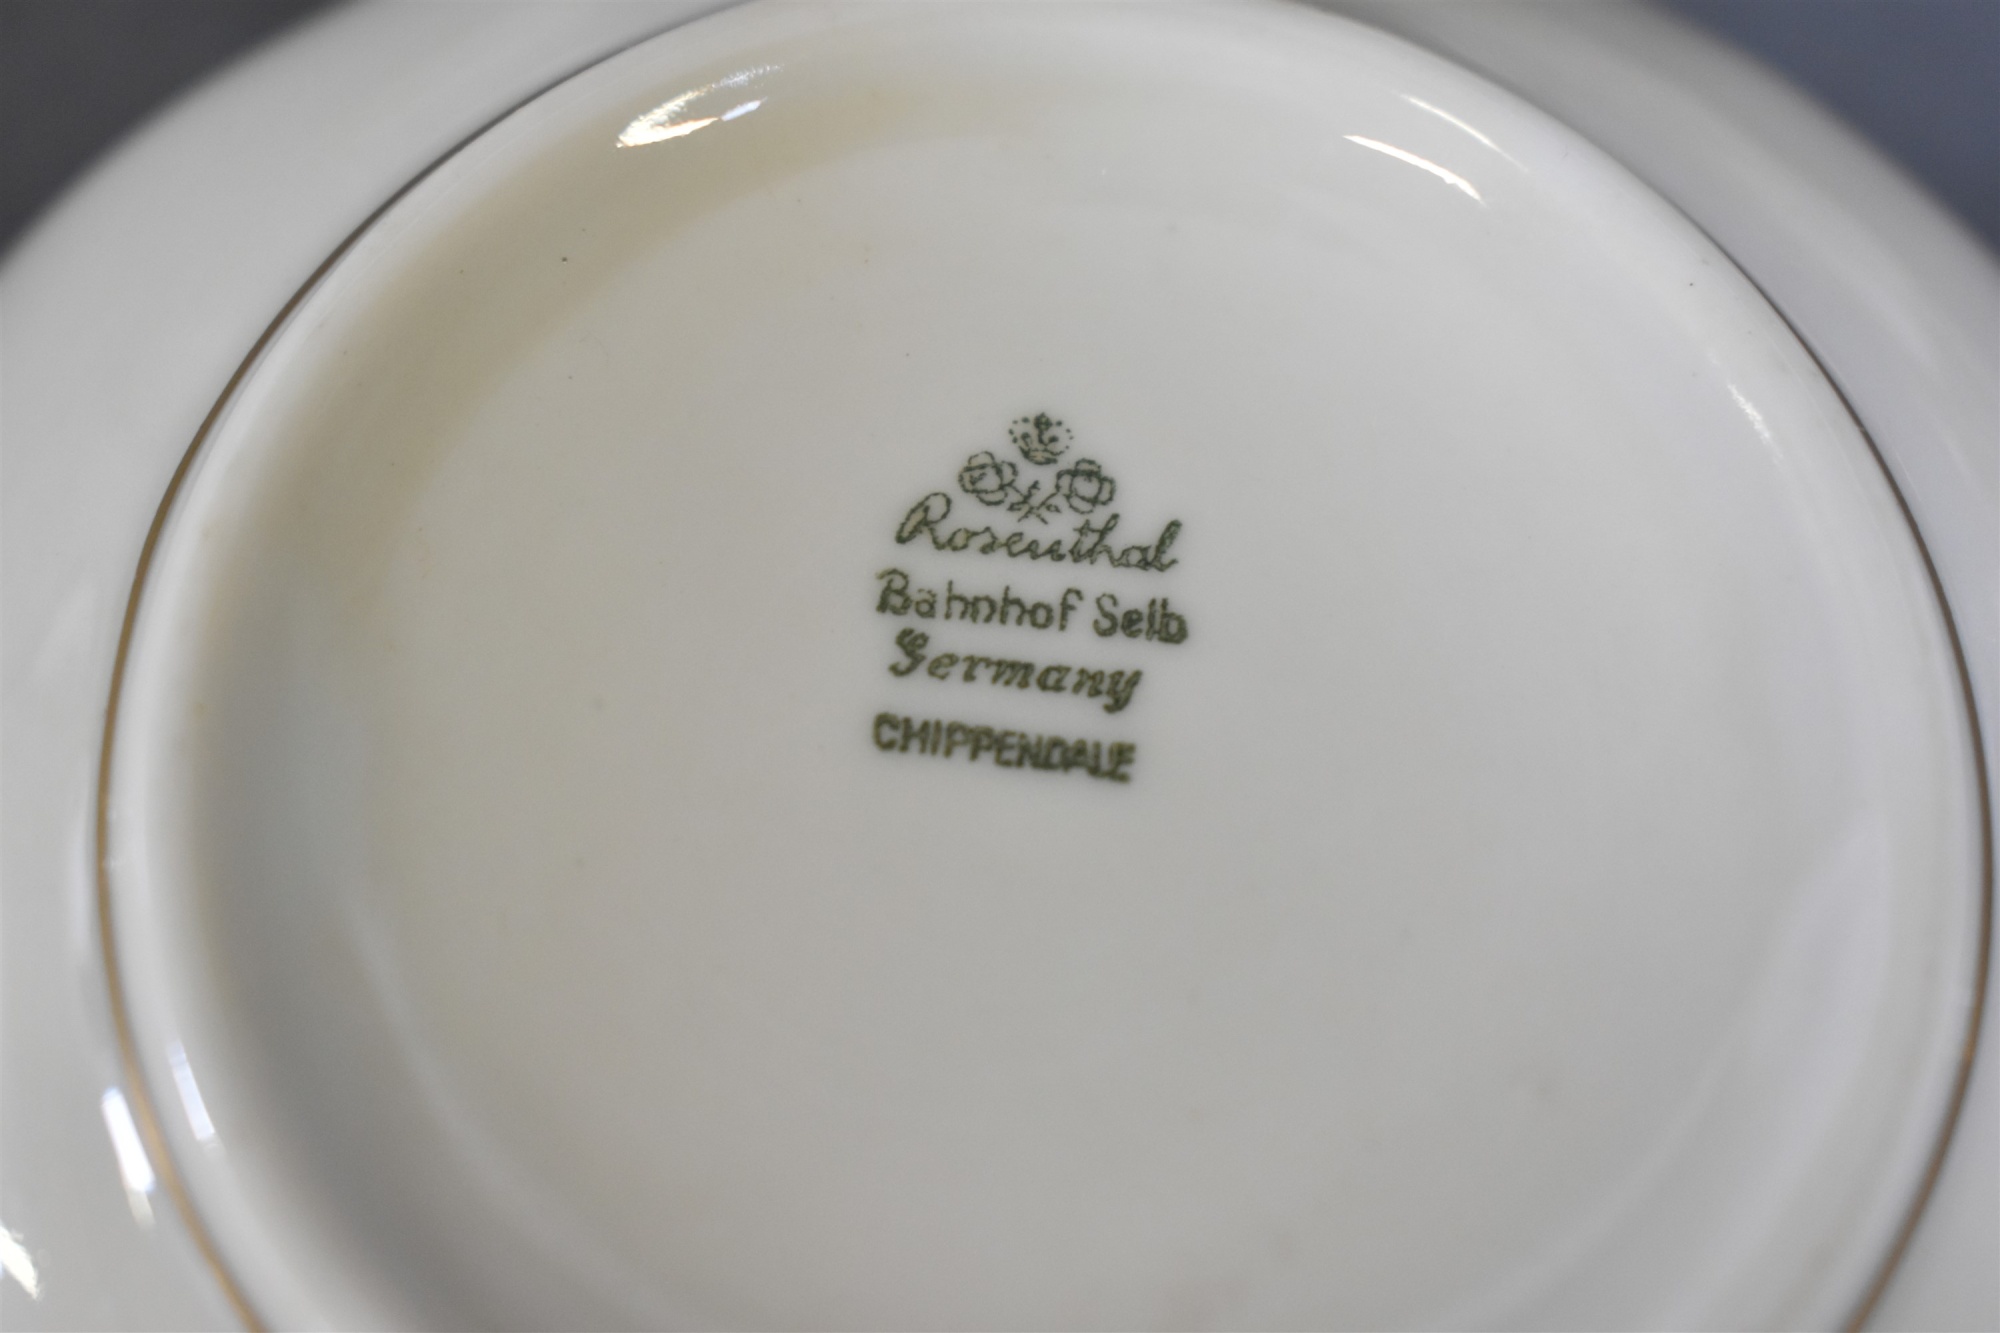 Rosenthal
Bahnhof Selb
Germany
CHIPPENDALE